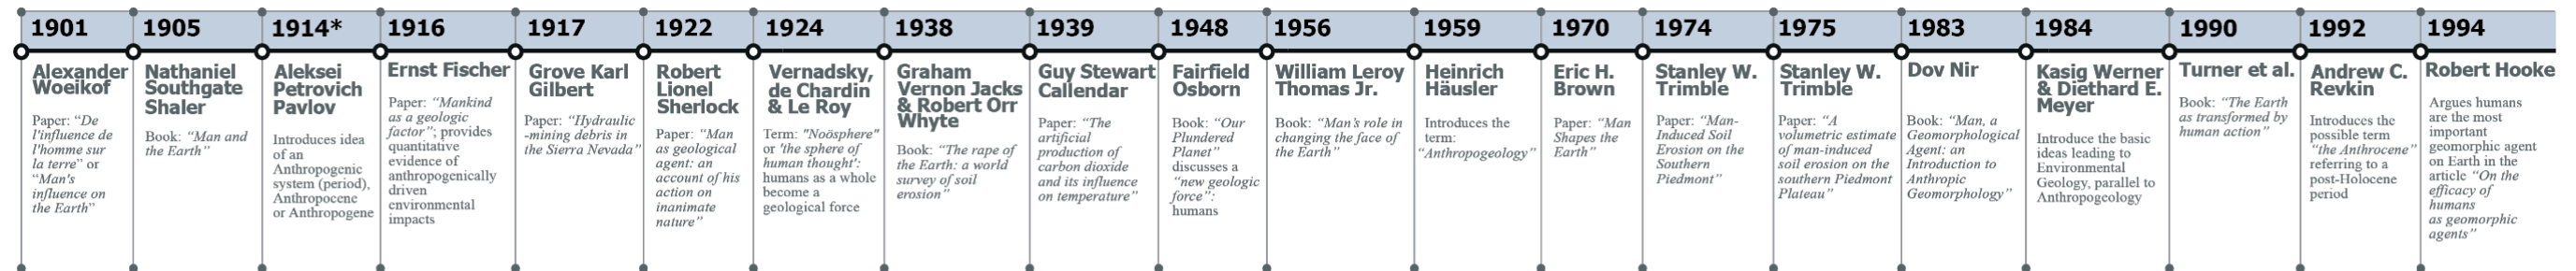 1901
Alexander
Woeikof
Paper: “De
l'influence de
l'homme sur
la terre” or
“Man's
influence on
the Earth”
1905
Nathaniel
Southgate
Shaler
Book: “Man and
the Earth”
1914*
Aleksei
Petrovich
Pavlov
Introduces idea
of an
Anthropogenic
system (period),
Anthropocene
or Anthropogene
1916
Ernst Fischer
Paper: “Mankind
as a geologic
factor”; provides
quantitative
evidence of
anthropogenically
driven
environmental
impacts
1917
Grove Karl
Gilbert
Paper: “Hydraulic
-mining debris in
the Sierra Nevada”
1922
Robert
Lionel
Sherlock
Paper: “Man
as geological
agent: an
account of his
action on
inanimate
nature”
1924
Vernadsky,
de Chardin
& Le Roy
Term: "Noösphere"
or 'the sphere of
human thought':
humans as a whole
become a
geological force
1938
Graham
Vernon Jacks
& Robert Orr
Whyte
Book: “The rape of
the Earth: a world
survey of soil
erosion”
1939
Guy Stewart
Callendar
Paper: “The
artificial
production of
carbon dioxide
and its influence
on temperature”
1948
Fairfield
Osborn
Book: “Our
Plundered
Planet”
discusses a
“new geologic
force”:
humans
1956
William Leroy
Thomas Jr.
Book: “Man’s role in
changing the face of
the Earth”
1959
Heinrich
Häusler
Introduces the
term:
“Anthropogeology”
1970
Eric H.
Brown
Paper: “Man
Shapes the
Earth”
1974
Stanley W.
Trimble
Paper: “Man-
Induced Soil
Erosion on the
Southern
Piedmont”
1975
Stanley W.
Trimble
Paper: “A
volumetric estimate
of man-induced
soil erosion on the
southern Piedmont
Plateau”
1983
Dov Nir
Book: “Man, a
Geomorphological
Agent: an
Introduction to
Anthropic
Geomorphology”
1984
Kasig Werner
& Diethard E.
Meyer
Introduce the basic
ideas leading to
Environmental
Geology, parallel to
Anthropogeology
1990
Turner et al.
Book: “The Earth
as transformed by
human action”
1992
Andrew C.
Revkin
Introduces the
possible term
“the Anthrocene”
referring to a
post-Holocene
period
1994
Robert Hooke
Argues humans
are the most
important
geomorphic agent
on Earth in the
article “On the
efficacy of
humans
as geomorphic
agents”